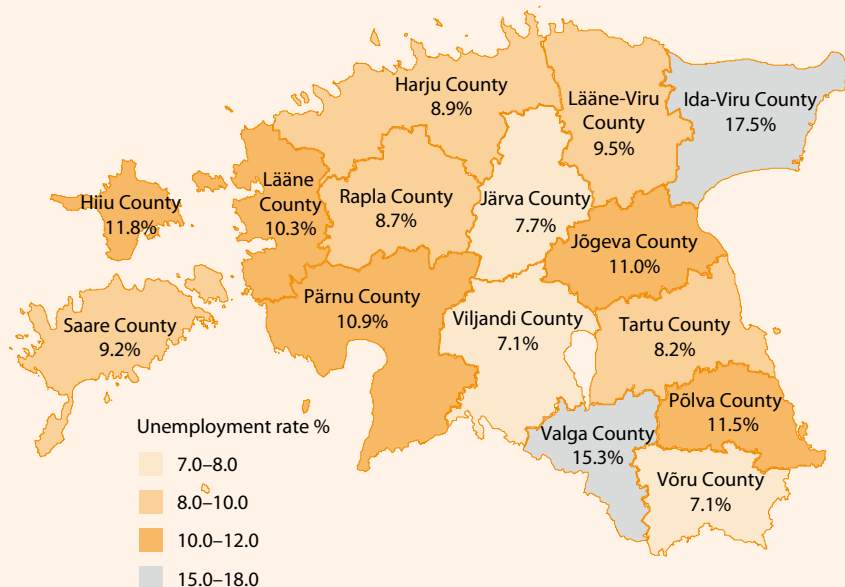 Harju County
8.9%
Lääne-Viru
County
9.5%
Ida-Viru County
17.5%
Hiiu County
11.8%
Lääne
County
10.3%
Rapla County
8.7%
Järva County
7.7%
Jõgeva County
11.0%
Saare County
9.2%
Pärnu County
10.9%
Viljandi County
7.1%
Tartu County
8.2%
Põlva County
11.5%
Valga County
15.3%
Võru County
7.1%
Unemployment rate %
7.0–8.0
8.0–10.0
10.0–12.0
15.0–18.0